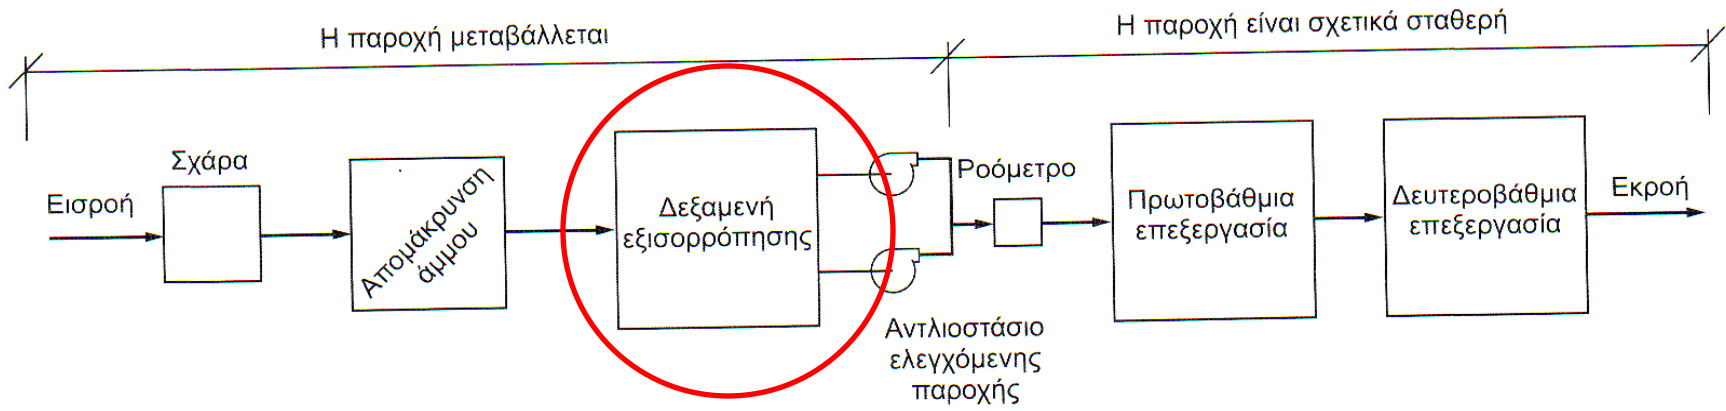 Η παροχή μεταβάλλεται
Η παροχή είναι σχετικά σταθερή
Εισροή
Σχάρα
Απομάκρυνση
άμμου
Δεξαμενή
εξισορρόπησης
Αντλιοστάσιο
ελεγχόμενης
παροχής
Ροόμετρο
Πρωτοβάθμια
επεξεργασία
Δευτεροβάθμια
επεξεργασία
Εκροή